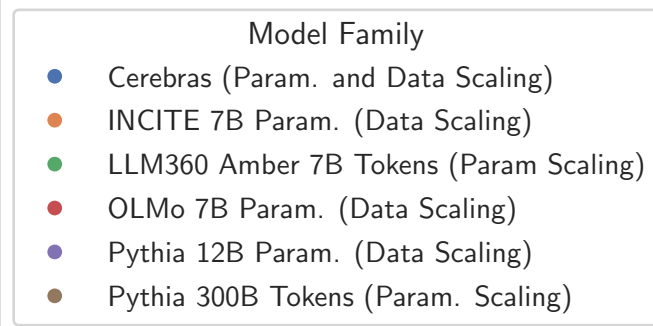 Model Family
Cerebras (Param. and Data Scaling)
INCITE 7B Param. (Data Scaling)
LLM360 Amber 7B Tokens (Param Scaling)
OLMo 7B Param. (Data Scaling)
Pythia 12B Param. (Data Scaling)
Pythia 300B Tokens (Param. Scaling)